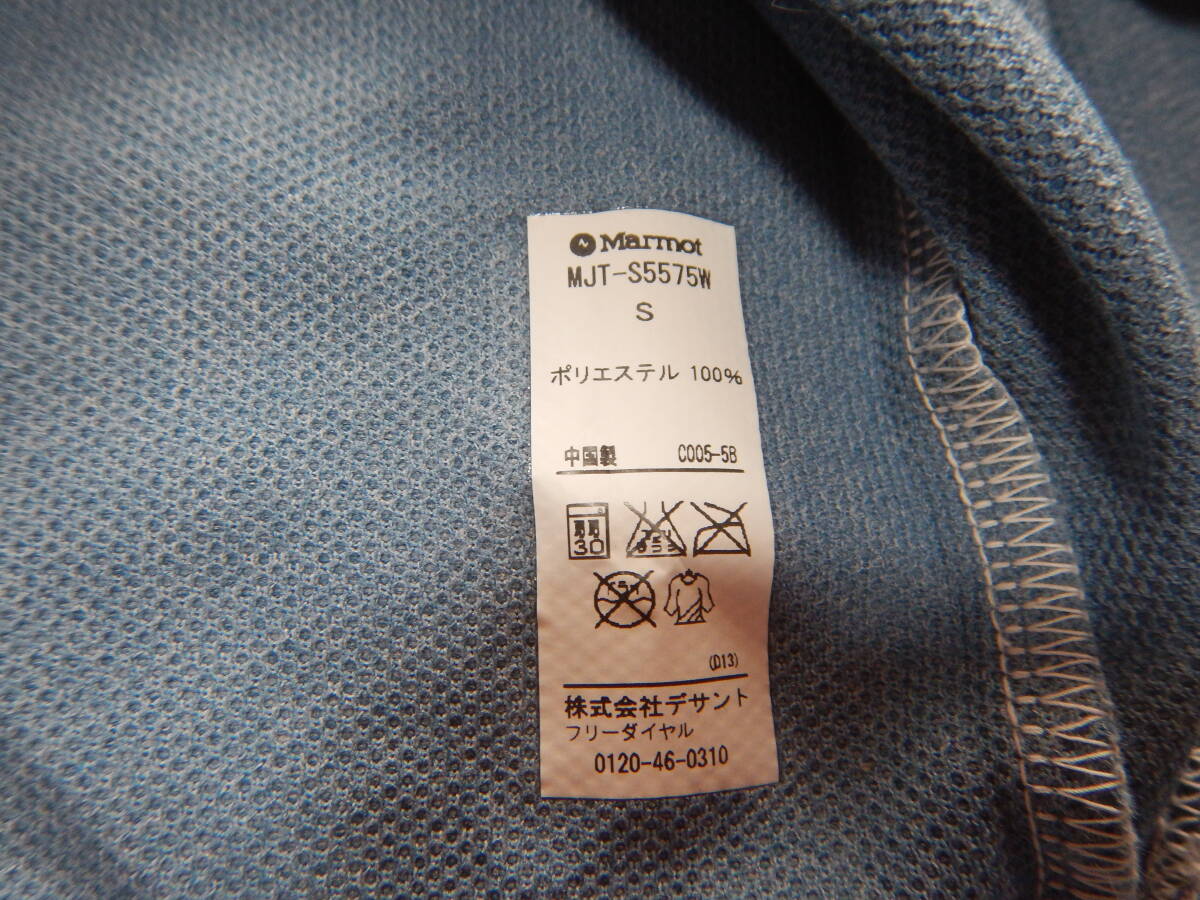 Marmot
MJT-S5575W
S
ポリエステル 100%
中国製 C005-5B
弱
30
(D13)
株式会社デサント
フリーダイヤル
0120-46-0310